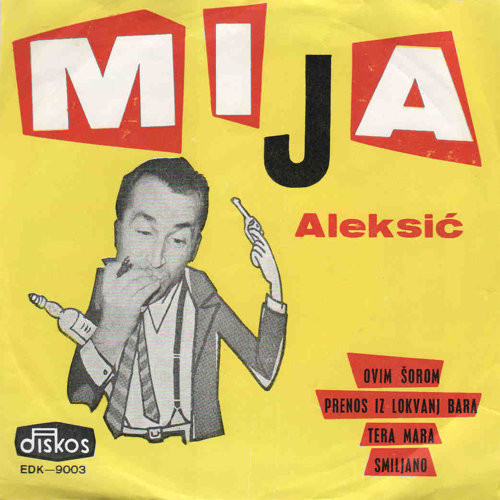 MIJA
Aleksić
OVIM ŠOROM
PRENOS IZ LOKVANJ BARA
TERA MARA
SMILJANO
diskos
EDK—9003